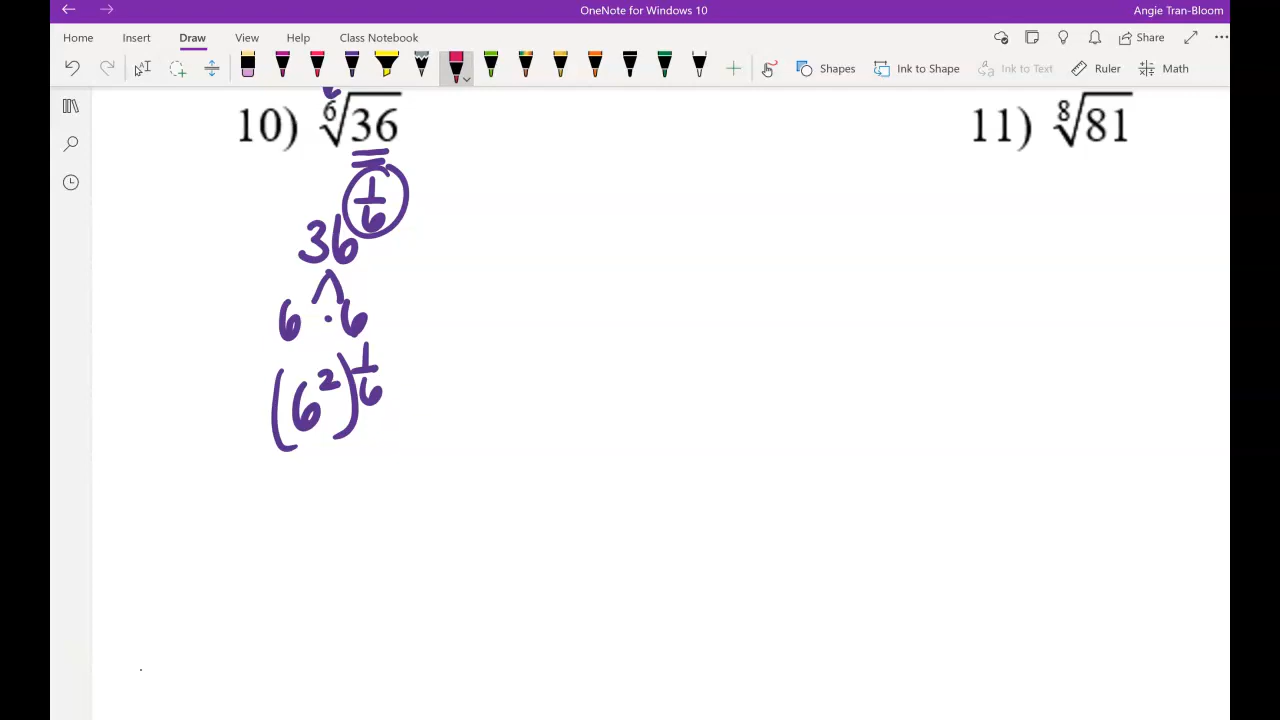 OneNote for Windows 10
Angie Tran-Bloom
Home Insert Draw View Help Class Notebook
Share
Shapes Ink to Shape Ink to Text Ruler Math
10) ⁶√36
11) ⁸√81
36^(1/6)
6 · 6
(6²)^(1/6)